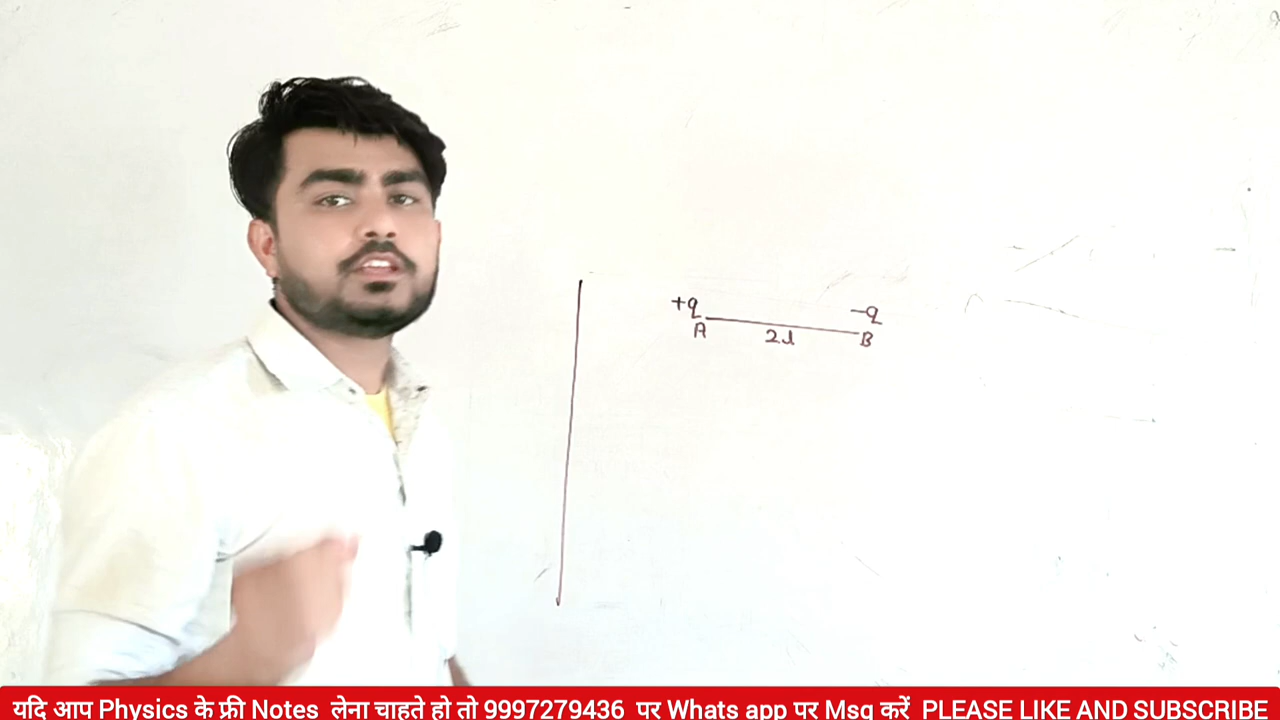 +q -q
A 2l B
यदि आप Physics के फ्री Notes लेना चाहते हो तो 9997279436 पर Whats app पर Msg करें PLEASE LIKE AND SUBSCRIBE